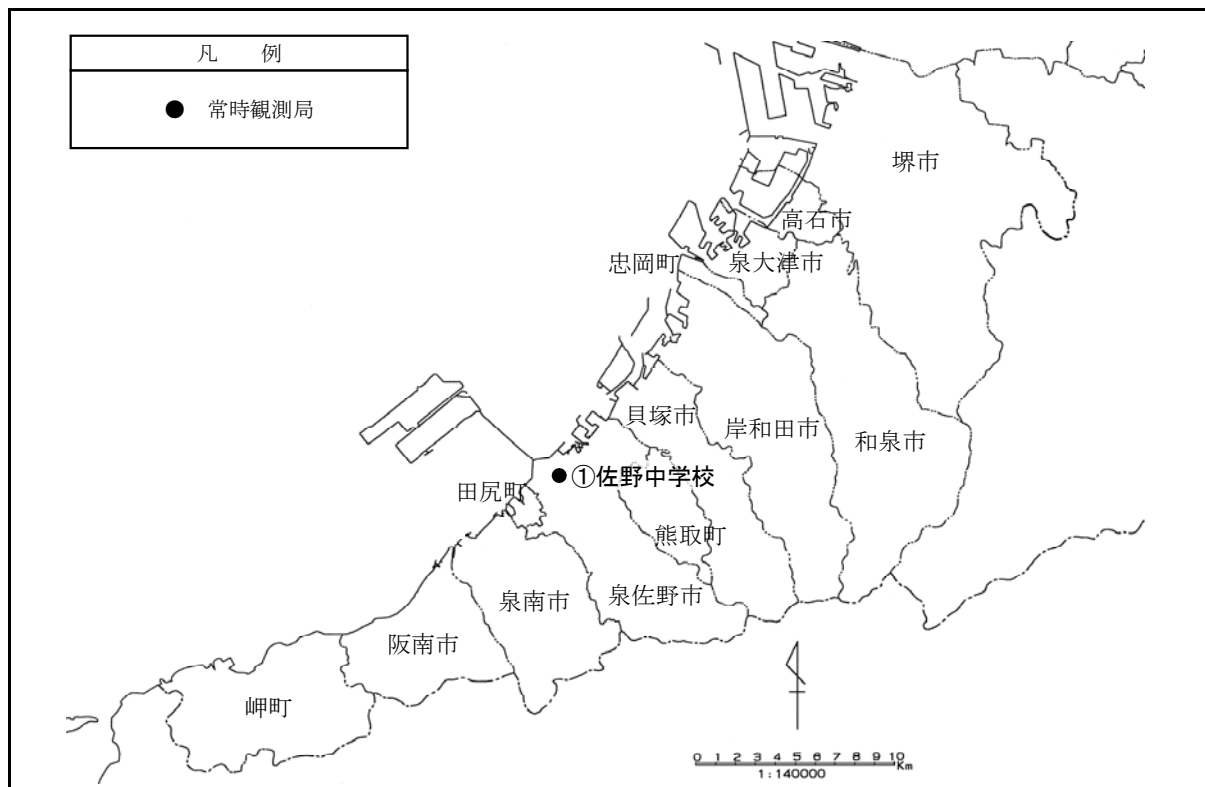 凡 例
● 常時観測局
堺市
高石市
泉大津市
忠岡町
貝塚市
岸和田市
和泉市
①佐野中学校
田尻町
熊取町
泉南市
泉佐野市
阪南市
岬町
0 1 2 3 4 5 6 7 8 9 10
Km
1:140000